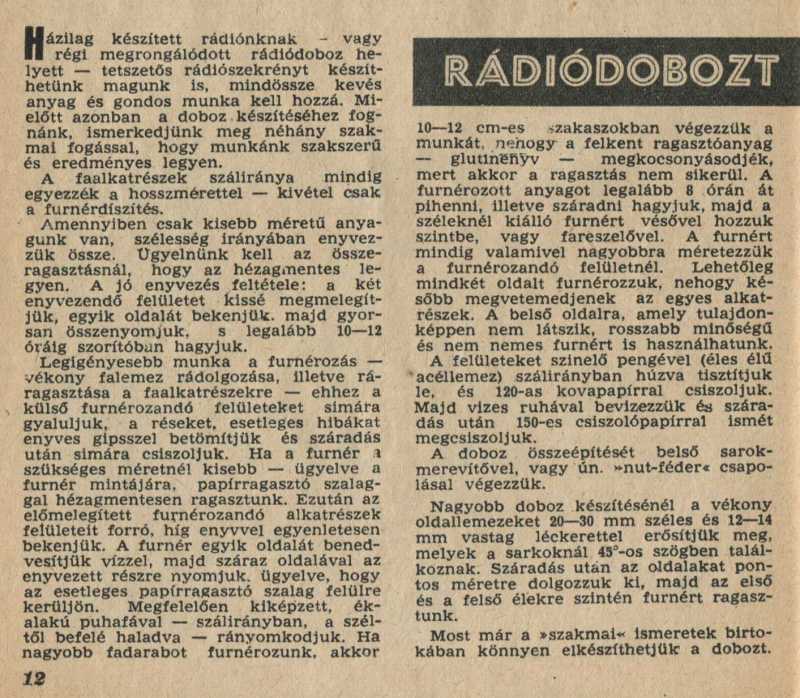 Házilag készített rádiónknak - vagy
régi megrongálódott rádiódoboz he-
lyett — tetszetős rádiószekrényt készít-
hetünk magunk is, mindössze kevés
anyag és gondos munka kell hozzá. Mi-
előtt azonban a doboz készítéséhez fog-
nánk, ismerkedjünk meg néhány szak-
mai fogással, hogy munkánk szakszerű
és eredményes legyen.
A faalkatrészek száliránya mindig
egyezzék a hosszmérettel — kivétel csak
a furnérdíszítés.
Amennyiben csak kisebb méretű anya-
gunk van, szélesség irányában enyvez-
zük össze. Ügyelnünk kell az össze-
ragasztásnál, hogy az hézagmentes le-
gyen. A jó enyvezés feltétele: a két
enyvezendő felületet kissé megmelegít-
jük, egyik oldalát bekenjük. majd gyor-
san összenyomjuk, s legalább 10—12
óráig szorítóban hagyjuk.
Legigényesebb munka a furnérozás —
vékony falemez rádolgozása, illetve rá-
ragasztása a faalkatrészekre — ehhez a
külső furnérozandó felületeket simára
gyaluljuk, a réseket, esetleges hibákat
enyves gipsszel betömítjük és száradás
után simára csiszoljuk. Ha a furnér a
szükséges méretnél kisebb — ügyelve a
furnér mintájára, papírragasztó szalag-
gal hézagmentesen ragasztunk. Ezután az
előmelegített furnérozandó alkatrészek
felületeit forró, híg enyvvel egyenletesen
bekenjük. A furnér egyik oldalát bened-
vesítjük vízzel, majd száraz oldalával az
enyvezett részre nyomjuk. ügyelve, hogy
az esetleges papírragasztó szalag felülre
kerüljön. Megfelelően kiképzett, ék-
alakú puhafával — szálirányban, a szél-
től befelé haladva — rányomkodjuk. Ha
nagyobb fadarabot furnérozunk, akkor
12
RÁDIÓDOBOZT
10—12 cm-es szakaszokban végezzük a
munkát, nehogy a felkent ragasztóanyag
— glutinenyv — megkocsonyásodjék,
mert akkor a ragasztás nem sikerül. A
furnérozott anyagot legalább 8 órán át
pihenni, illetve száradni hagyjuk, majd a
széleknél kiálló furnért vésővel hozzuk
szintbe, vagy fareszelővel. A furnért
mindig valamivel nagyobbra méretezzük
a furnérozandó felületnél. Lehetőleg
mindkét oldalt furnérozzuk, nehogy ké-
sőbb megvetemedjenek az egyes alkat-
részek. A belső oldalra, amely tulajdon-
képpen nem látszik, rosszabb minőségű
és nem nemes furnért is használhatunk.
A felületeket színelő pengével (éles élű
acéllemez) szálirányban húzva tisztítjuk
le, és 120-as kovapapírral csiszoljuk.
Majd vizes ruhával bevizezzük és szára-
dás után 150-es csiszolópapírral ismét
megcsiszoljuk.
A doboz összeépítését belső sarok-
merevítővel, vagy ún. »nut-féder« csapo-
lásal végezzük.
Nagyobb doboz készítésénél a vékony
oldallemezeket 20—30 mm széles és 12—14
mm vastag léckerettel erősítjük meg,
melyek a sarkoknál 45°-os szögben talál-
koznak. Száradás után az oldalakat pon-
tos méretre dolgozzuk ki, majd az első
és a felső élekre szintén furnért ragasz-
tunk.
Most már a »szakmai« ismeretek birto-
kában könnyen elkészíthetjük a dobozt.